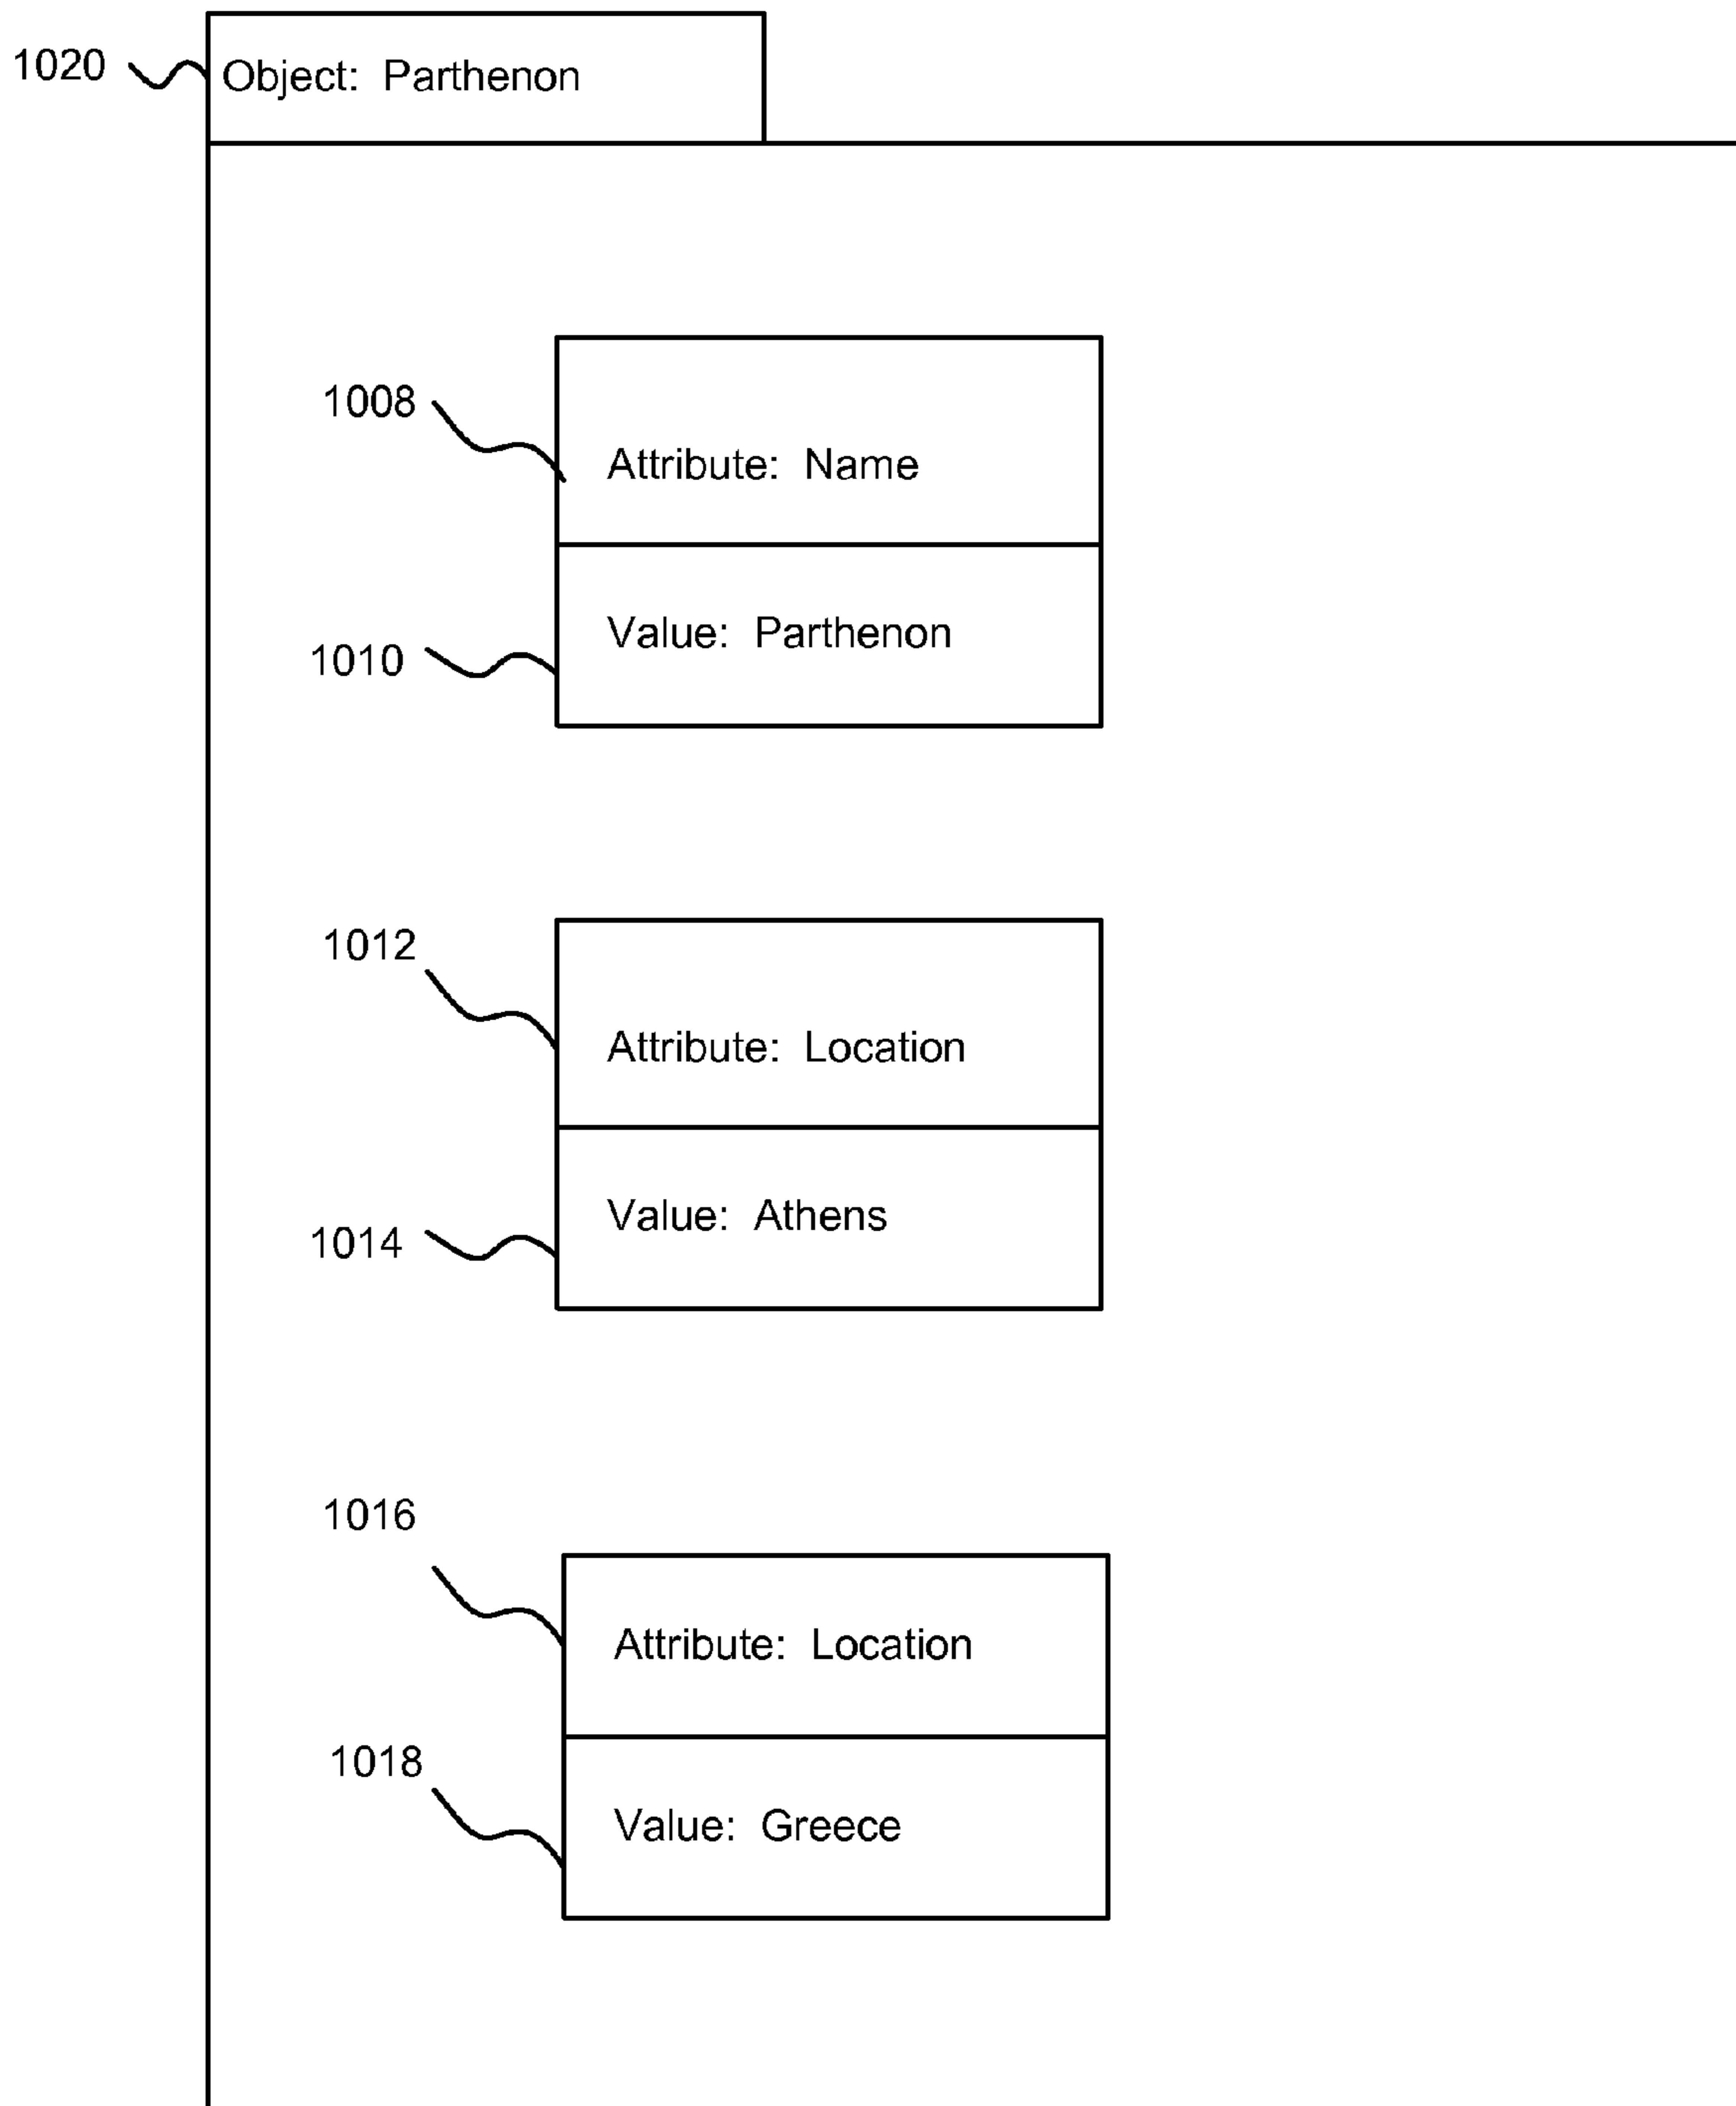 1020
Object: Parthenon
1008
Attribute: Name
Value: Parthenon
1010
1012
Attribute: Location
Value: Athens
1014
1016
Attribute: Location
1018
Value: Greece